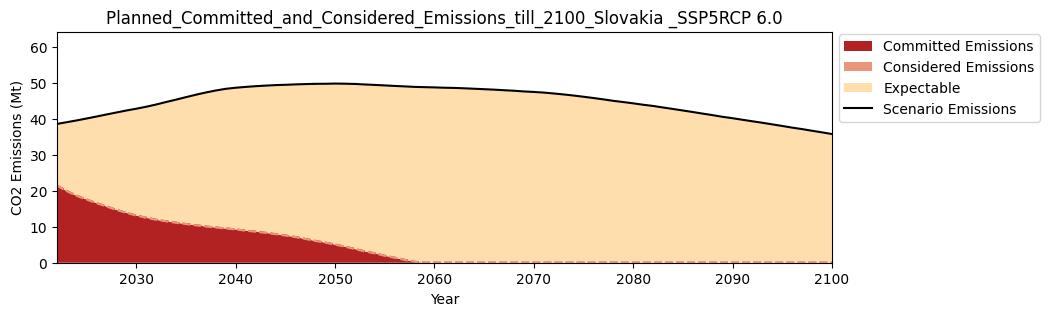 Planned_Committed_and_Considered_Emissions_till_2100_Slovakia _SSP5RCP 6.0
CO2 Emissions (Mt)
60
50
40
30
20
10
0
2030 2040 2050 2060 2070 2080 2090 2100
Year
Committed Emissions
Considered Emissions
Expectable
Scenario Emissions